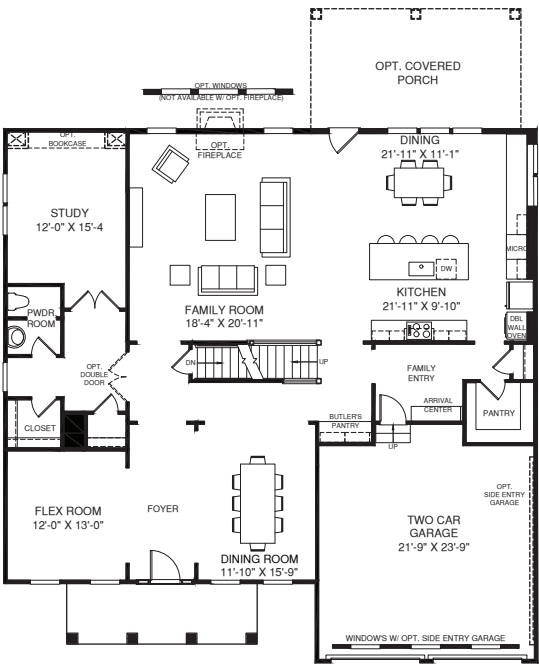 OPT. COVERED
PORCH
OPT. WINDOWS
(NOT AVAILABLE W/ OPT. FIREPLACE)
OPT.
BOOKCASE
OPT.
FIREPLACE
DINING
21'-11" X 11'-1"
STUDY
12'-0" X 15'-4
MICRO
DW
KITCHEN
21'-11" X 9'-10"
FAMILY ROOM
18'-4" X 20'-11"
PWDR.
ROOM
DBL
WALL
OVEN
DN
UP
OPT.
DOUBLE
DOOR
FAMILY
ENTRY
ARRIVAL
CENTER
PANTRY
CLOSET
BUTLER'S
PANTRY
UP
OPT.
SIDE ENTRY
GARAGE
FLEX ROOM
12'-0" X 13'-0"
FOYER
TWO CAR
GARAGE
21'-9" X 23'-9"
DINING ROOM
11'-10" X 15'-9"
WINDOW'S W/ OPT. SIDE ENTRY GARAGE